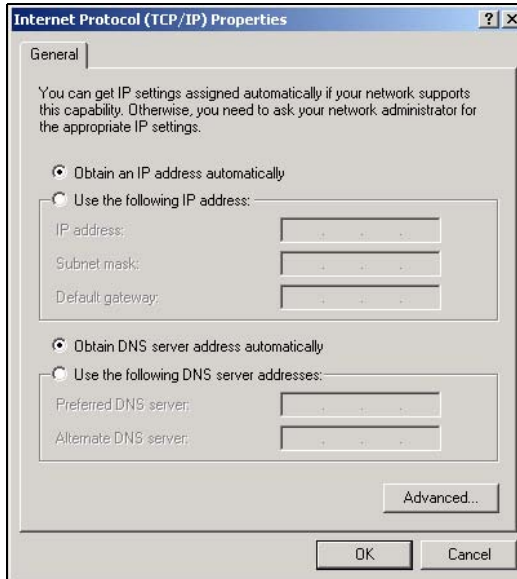 Internet Protocol (TCP/IP) Properties
General
You can get IP settings assigned automatically if your network supports
this capability. Otherwise, you need to ask your network administrator for
the appropriate IP settings.
Obtain an IP address automatically
Use the following IP address:
IP address:
Subnet mask:
Default gateway:
Obtain DNS server address automatically
Use the following DNS server addresses:
Preferred DNS server:
Alternate DNS server:
Advanced...
OK
Cancel